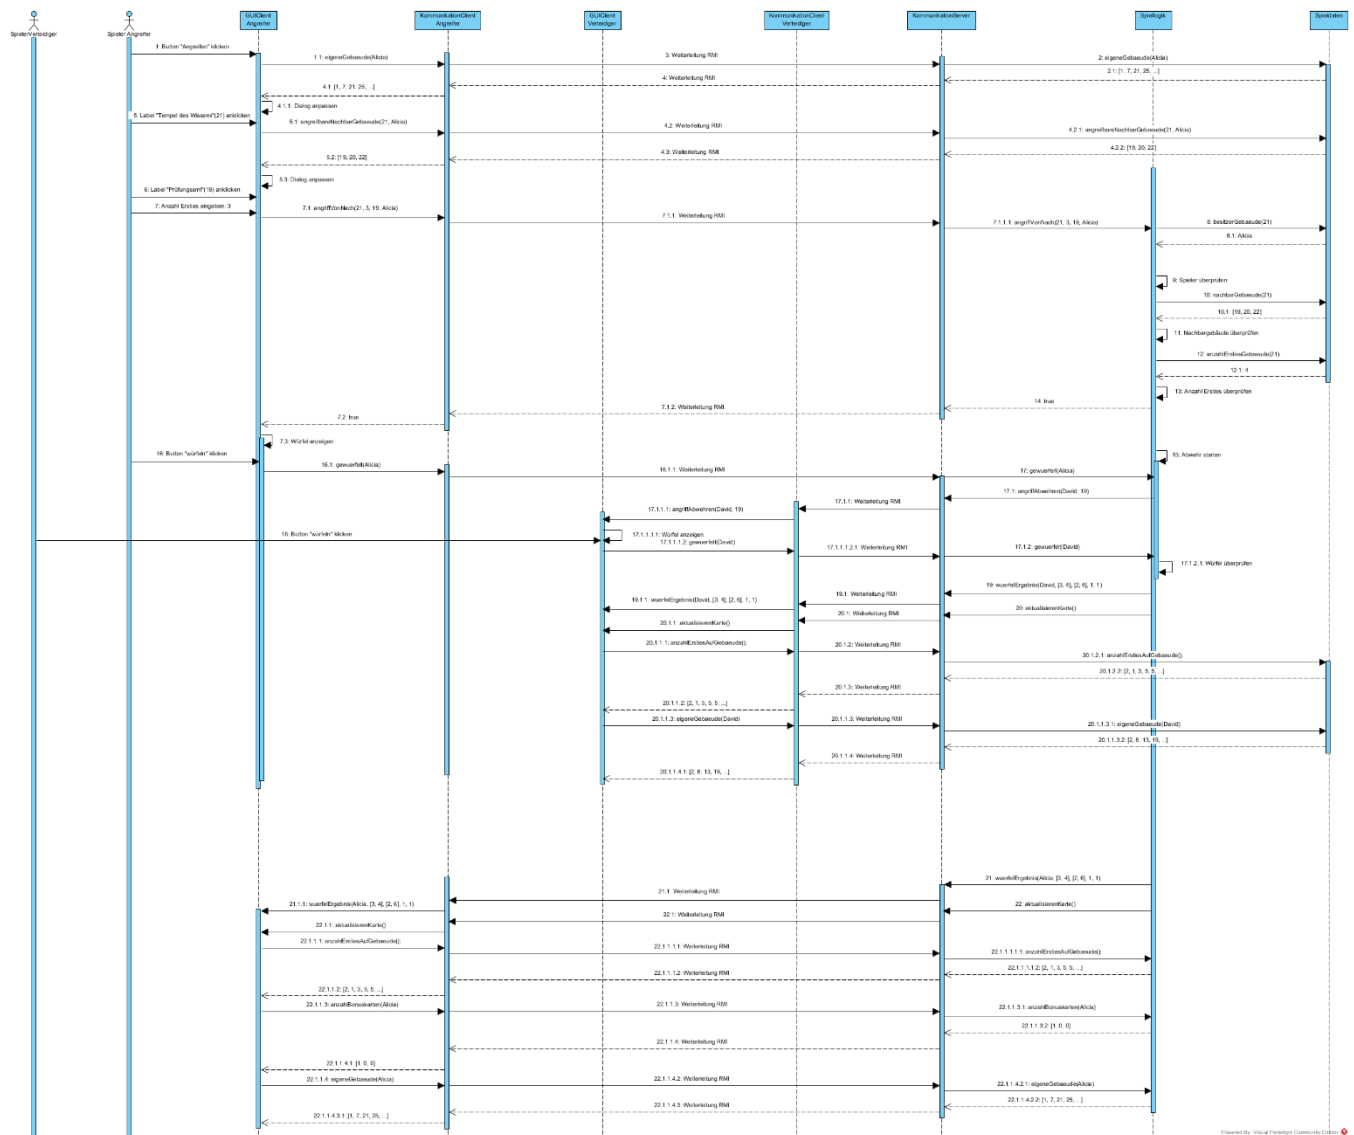 SpielerVerteidiger
Spieler Angreifer
GUIClient
Angreifer
KommunikationClient
Angreifer
GUIClient
Verteidiger
KommunikationClient
Verteidiger
KommunikationServer
Spiellogik
Spieldaten
1: Button "Angreifen" klicken
1.1: eigeneGebaeude(Alicia)
3: Weiterleitung RMI
2: eigeneGebaeude(Alicia)
2.1: [1, 7, 21, 25, ...]
4: Weiterleitung RMI
4.1: [1, 7, 21, 25, ...]
4.1.1: Dialog anpassen
5: Label "Tempel des Wissens"(21) anklicken
5.1: angreifbareNachbarGebaeude(21, Alicia)
4.2: Weiterleitung RMI
4.2.1: angreifbareNachbarGebaeude(21, Alicia)
4.2.2: [19, 20, 22]
4.3: Weiterleitung RMI
5.2: [19, 20, 22]
5.3: Dialog anpassen
6: Label "Prüfungsamt"(19) anklicken
7: Anzahl Ersties eingeben: 3
7.1: angriffVonNach(21, 3, 19, Alicia)
7.1.1: Weiterleitung RMI
7.1.1.1: angriffVonNach(21, 3, 19, Alicia)
8: besitzerGebaeude(21)
8.1: Alicia
9: Spieler überprüfen
10: nachbarGebaeude(21)
10.1: [19, 20, 22]
11: Nachbargebäude überprüfen
12: anzahlErstiesGebaeude(21)
12.1: 4
13: Anzahl Ersties überprüfen
14: true
7.1.2: Weiterleitung RMI
7.2: true
7.3: Würfel anzeigen
16: Button "würfeln" klicken
15: Abwehr starten
16.1: gewuerfelt(Alicia)
16.1.1: Weiterleitung RMI
17: gewuerfelt(Alicia)
17.1: angriffAbwehren(David, 19)
17.1.1: Weiterleitung RMI
17.1.1.1: angriffAbwehren(David, 19)
18: Button "würfeln" klicken
17.1.1.1.1: Würfel anzeigen
17.1.1.1.2: gewuerfelt(David)
17.1.1.1.2.1: Weiterleitung RMI
17.1.2: gewuerfelt(David)
17.1.2.1: Würfel überprüfen
19: wuerfelErgebnis(David, [3, 4], [2, 6], 1, 1)
19.1: Weiterleitung RMI
19.1.1: wuerfelErgebnis(David, [3, 4], [2, 6], 1, 1)
20: aktualisierenKarte()
20.1: Weiterleitung RMI
20.1.1: aktualisierenKarte()
20.1.1.1: anzahlErstiesAufGebaeude();
20.1.2: Weiterleitung RMI
20.1.2.1: anzahlErstiesAufGebaeude();
20.1.2.2: [2, 1, 3, 5, 5, ...]
20.1.3: Weiterleitung RMI
20.1.1.2: [2, 1, 3, 5, 5, ...]
20.1.1.3: eigeneGebaeude(David)
20.1.1.3: Weiterleitung RMI
20.1.1.3.1: eigeneGebaeude(David)
20.1.1.3.2: [2, 8, 13, 19, ...]
20.1.1.4: Weiterleitung RMI
20.1.1.4.1: [2, 8, 13, 19, ...]
21: wuerfelErgebnis(Alicia, [3, 4], [2, 6], 1, 1)
21.1: Weiterleitung RMI
21.1.1: wuerfelErgebnis(Alicia, [3, 4], [2, 6], 1, 1)
22: aktualisierenKarte()
22.1: Weiterleitung RMI
22.1.1: aktualisierenKarte()
22.1.1.1: anzahlErstiesAufGebaeude();
22.1.1.1.1: Weiterleitung RMI
22.1.1.1.1.1: anzahlErstiesAufGebaeude();
22.1.1.1.1.2: [2, 1, 3, 5, 5, ...]
22.1.1.1.2: Weiterleitung RMI
22.1.1.2: [2, 1, 3, 5, 5, ...]
22.1.1.3: anzahlBonuskarten(Alicia)
22.1.1.3: Weiterleitung RMI
22.1.1.3.1: anzahlBonuskarten(Alicia)
22.1.1.3.2: [1, 0, 0]
22.1.1.4: Weiterleitung RMI
22.1.1.4.1: [1, 0, 0]
22.1.1.4: eigeneGebaeude(Alicia)
22.1.1.4.2: Weiterleitung RMI
22.1.1.4.2.1: eigeneGebaeude(Alicia)
22.1.1.4.2.2: [1, 7, 21, 25, ...]
22.1.1.4.3: Weiterleitung RMI
22.1.1.4.3.1: [1, 7, 21, 25, ...]
Powered By: Visual Paradigm Community Edition